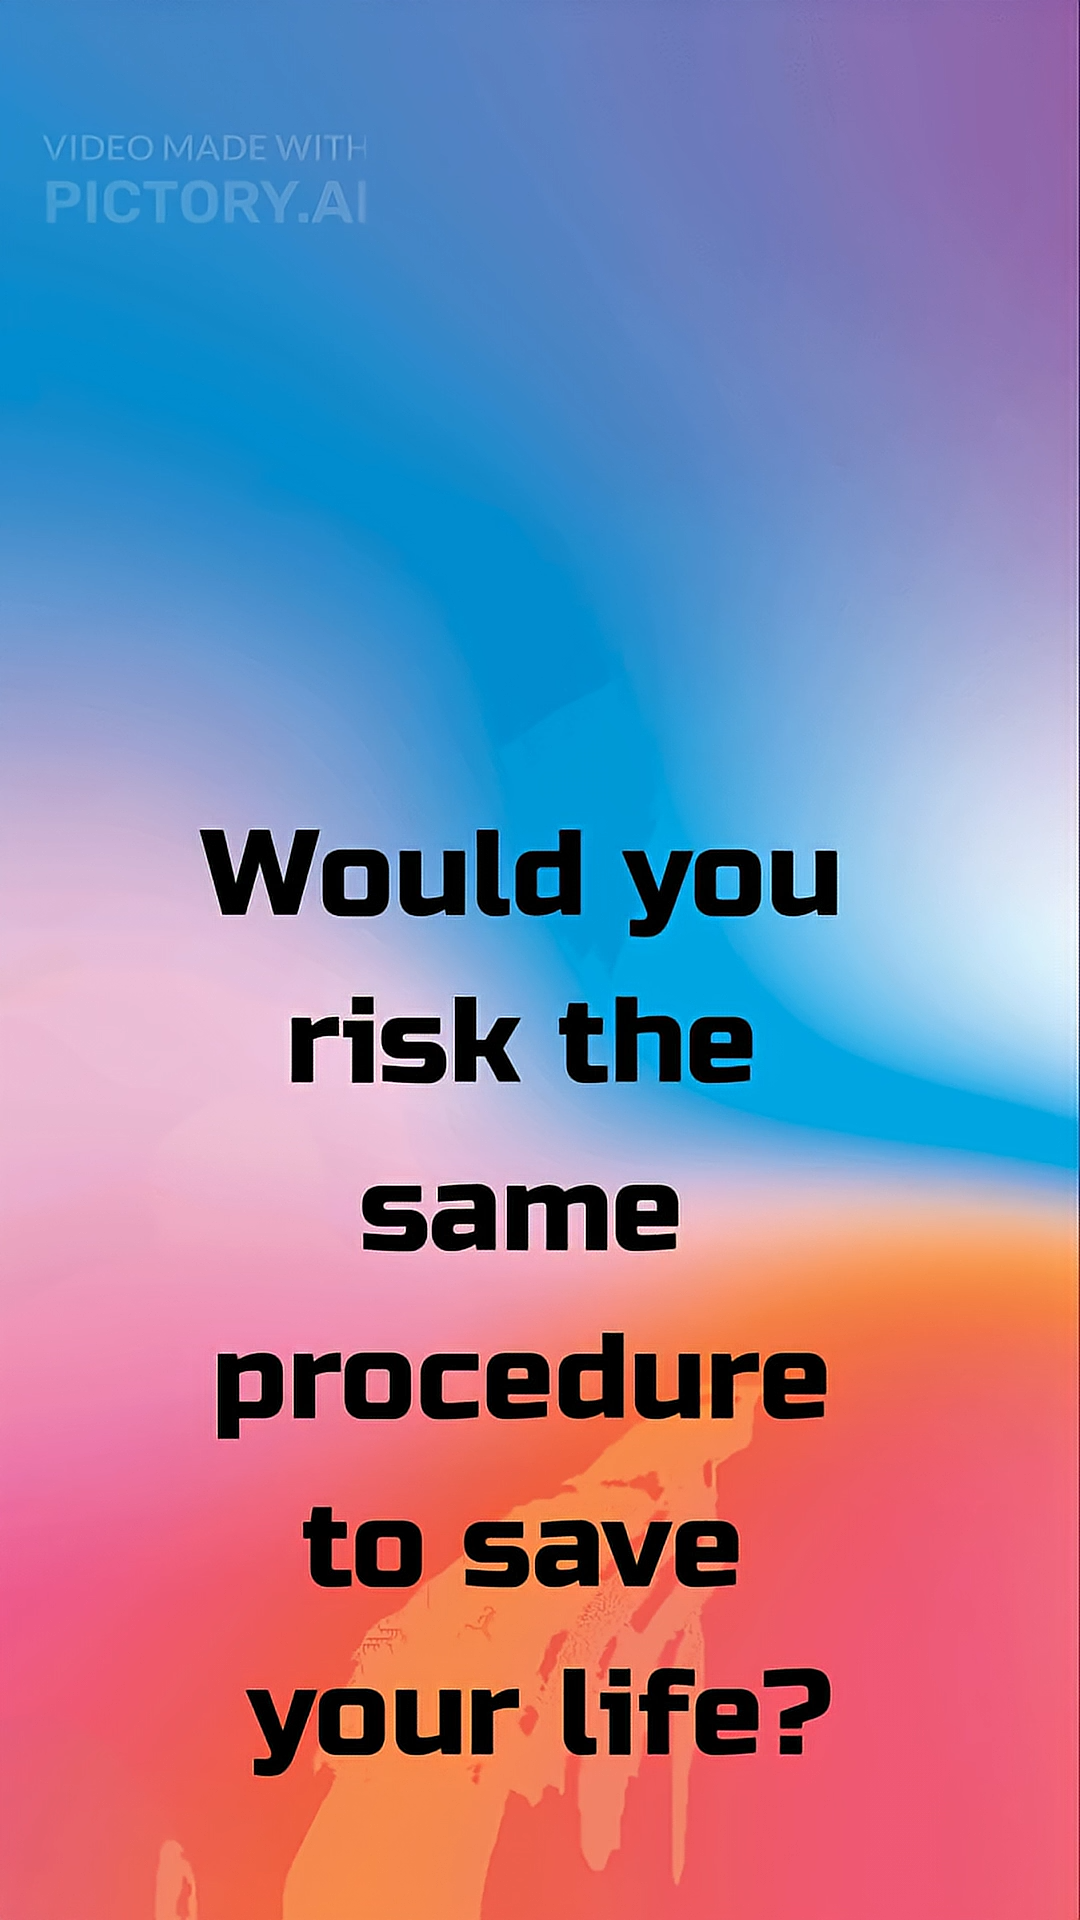 VIDEO MADE WITH
PICTORY.AI
Would you
risk the
same
procedure
to save
your life?